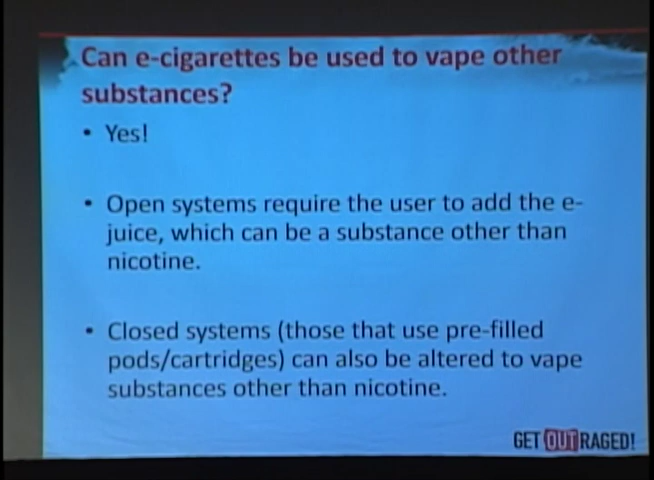 Can e-cigarettes be used to vape other
substances?
• Yes!
• Open systems require the user to add the e-
juice, which can be a substance other than
nicotine.
• Closed systems (those that use pre-filled
pods/cartridges) can also be altered to vape
substances other than nicotine.
GET OUTRAGED!